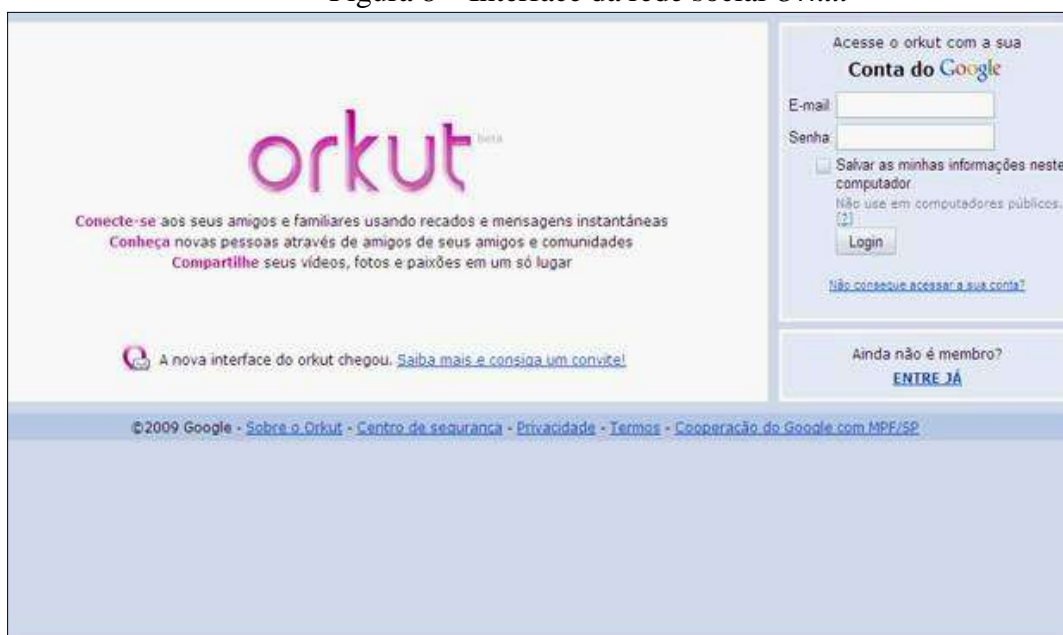 Interface da rede social
orkut beta
Conecte-se aos seus amigos e familiares usando recados e mensagens instantâneas
Conheça novas pessoas através de amigos de seus amigos e comunidades
Compartilhe seus vídeos, fotos e paixões em um só lugar
A nova interface do orkut chegou. Saiba mais e consiga um convite!
Acesse o orkut com a sua
Conta do Google
E-mail:
Senha:
Salvar as minhas informações neste
computador
Não use em computadores públicos.
[?]
Login
Não consegue acessar a sua conta?
Ainda não é membro?
ENTRE JÁ
©2009 Google - Sobre o Orkut - Centro de segurança - Privacidade - Termos - Cooperação do Google com MPF/SP